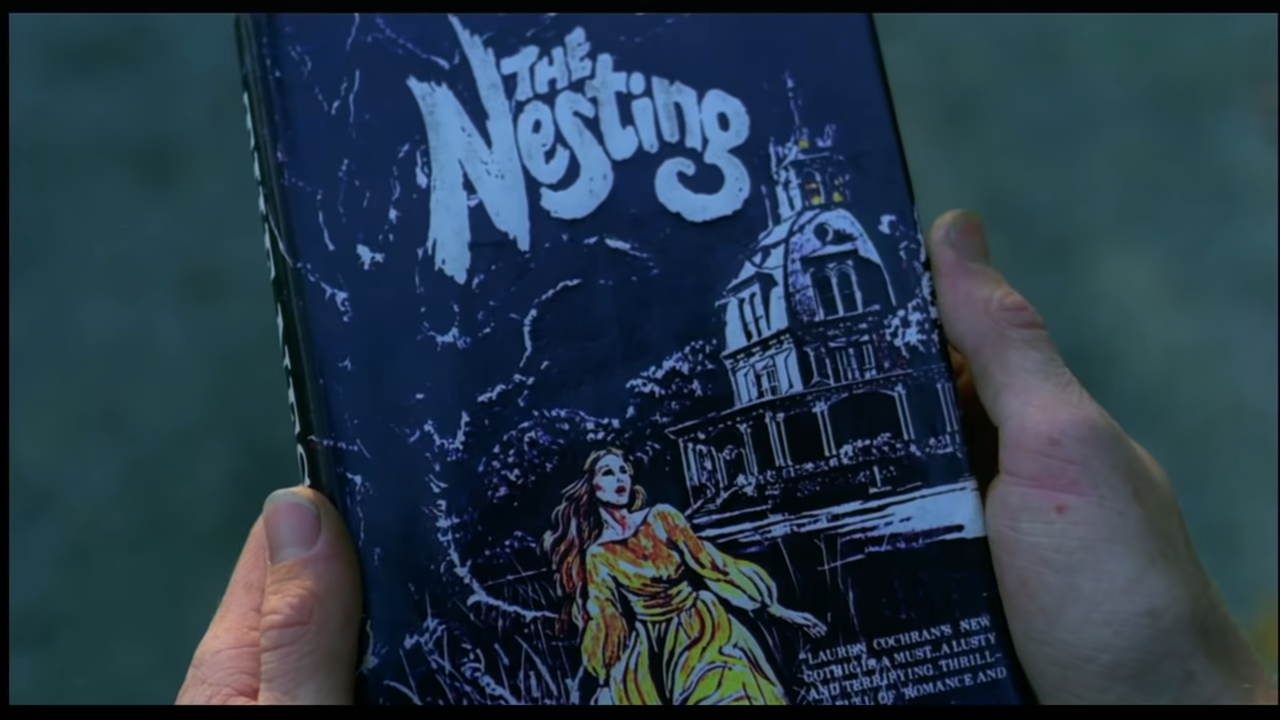 THE
Nesting
"LAUREN COCHRAN'S NEW
GOTHIC IS A MUST..A LUSTY
AND TERRIFYING THRILL-
OF ROMANCE AND